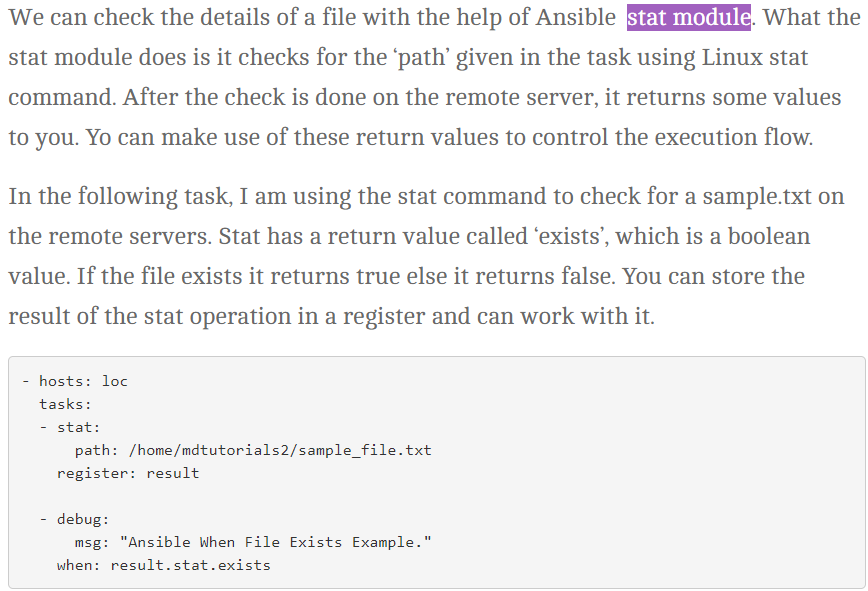 We can check the details of a file with the help of Ansible stat module. What the
stat module does is it checks for the ‘path’ given in the task using Linux stat
command. After the check is done on the remote server, it returns some values
to you. Yo can make use of these return values to control the execution flow.
In the following task, I am using the stat command to check for a sample.txt on
the remote servers. Stat has a return value called ‘exists’, which is a boolean
value. If the file exists it returns true else it returns false. You can store the
result of the stat operation in a register and can work with it.
- hosts: loc
  tasks:
  - stat:
      path: /home/mdtutorials2/sample_file.txt
    register: result
  - debug:
      msg: "Ansible When File Exists Example."
    when: result.stat.exists